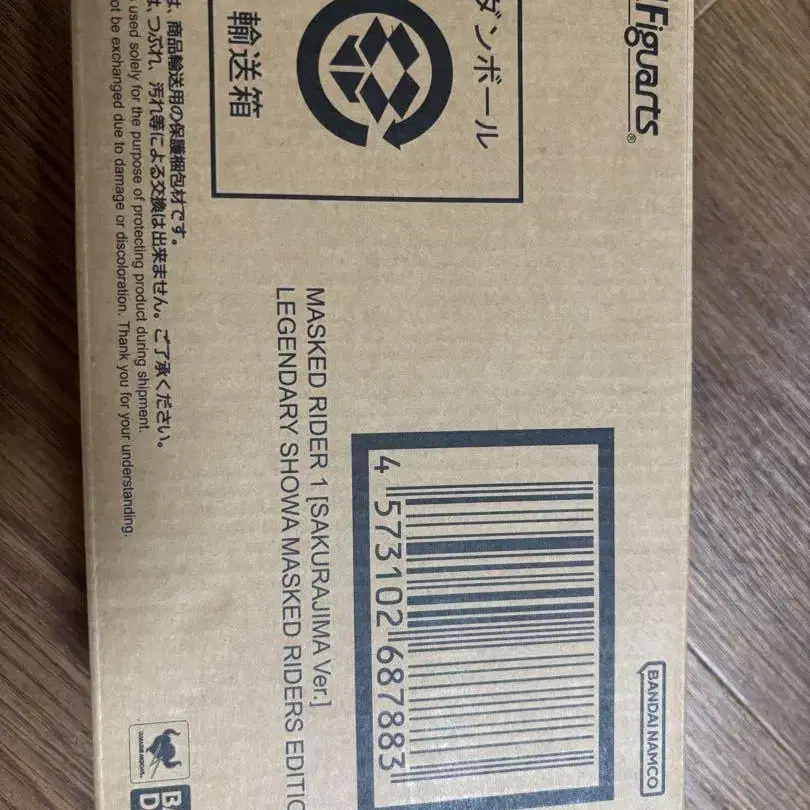 Figuarts®
ダンボール
輸送箱
は、商品輸送用の保護梱包材です。
は、つぶれ、汚れ等による交換は出来ません。ご了承ください。
used solely for the purpose of protecting product during shipment.
not be exchanged due to damage or discoloration. Thank you for your understanding.
MASKED RIDER 1 [SAKURAJIMA Ver.]
LEGENDARY SHOWA MASKED RIDERS EDITIO
4 573102 687883
BANDAI NAMCO